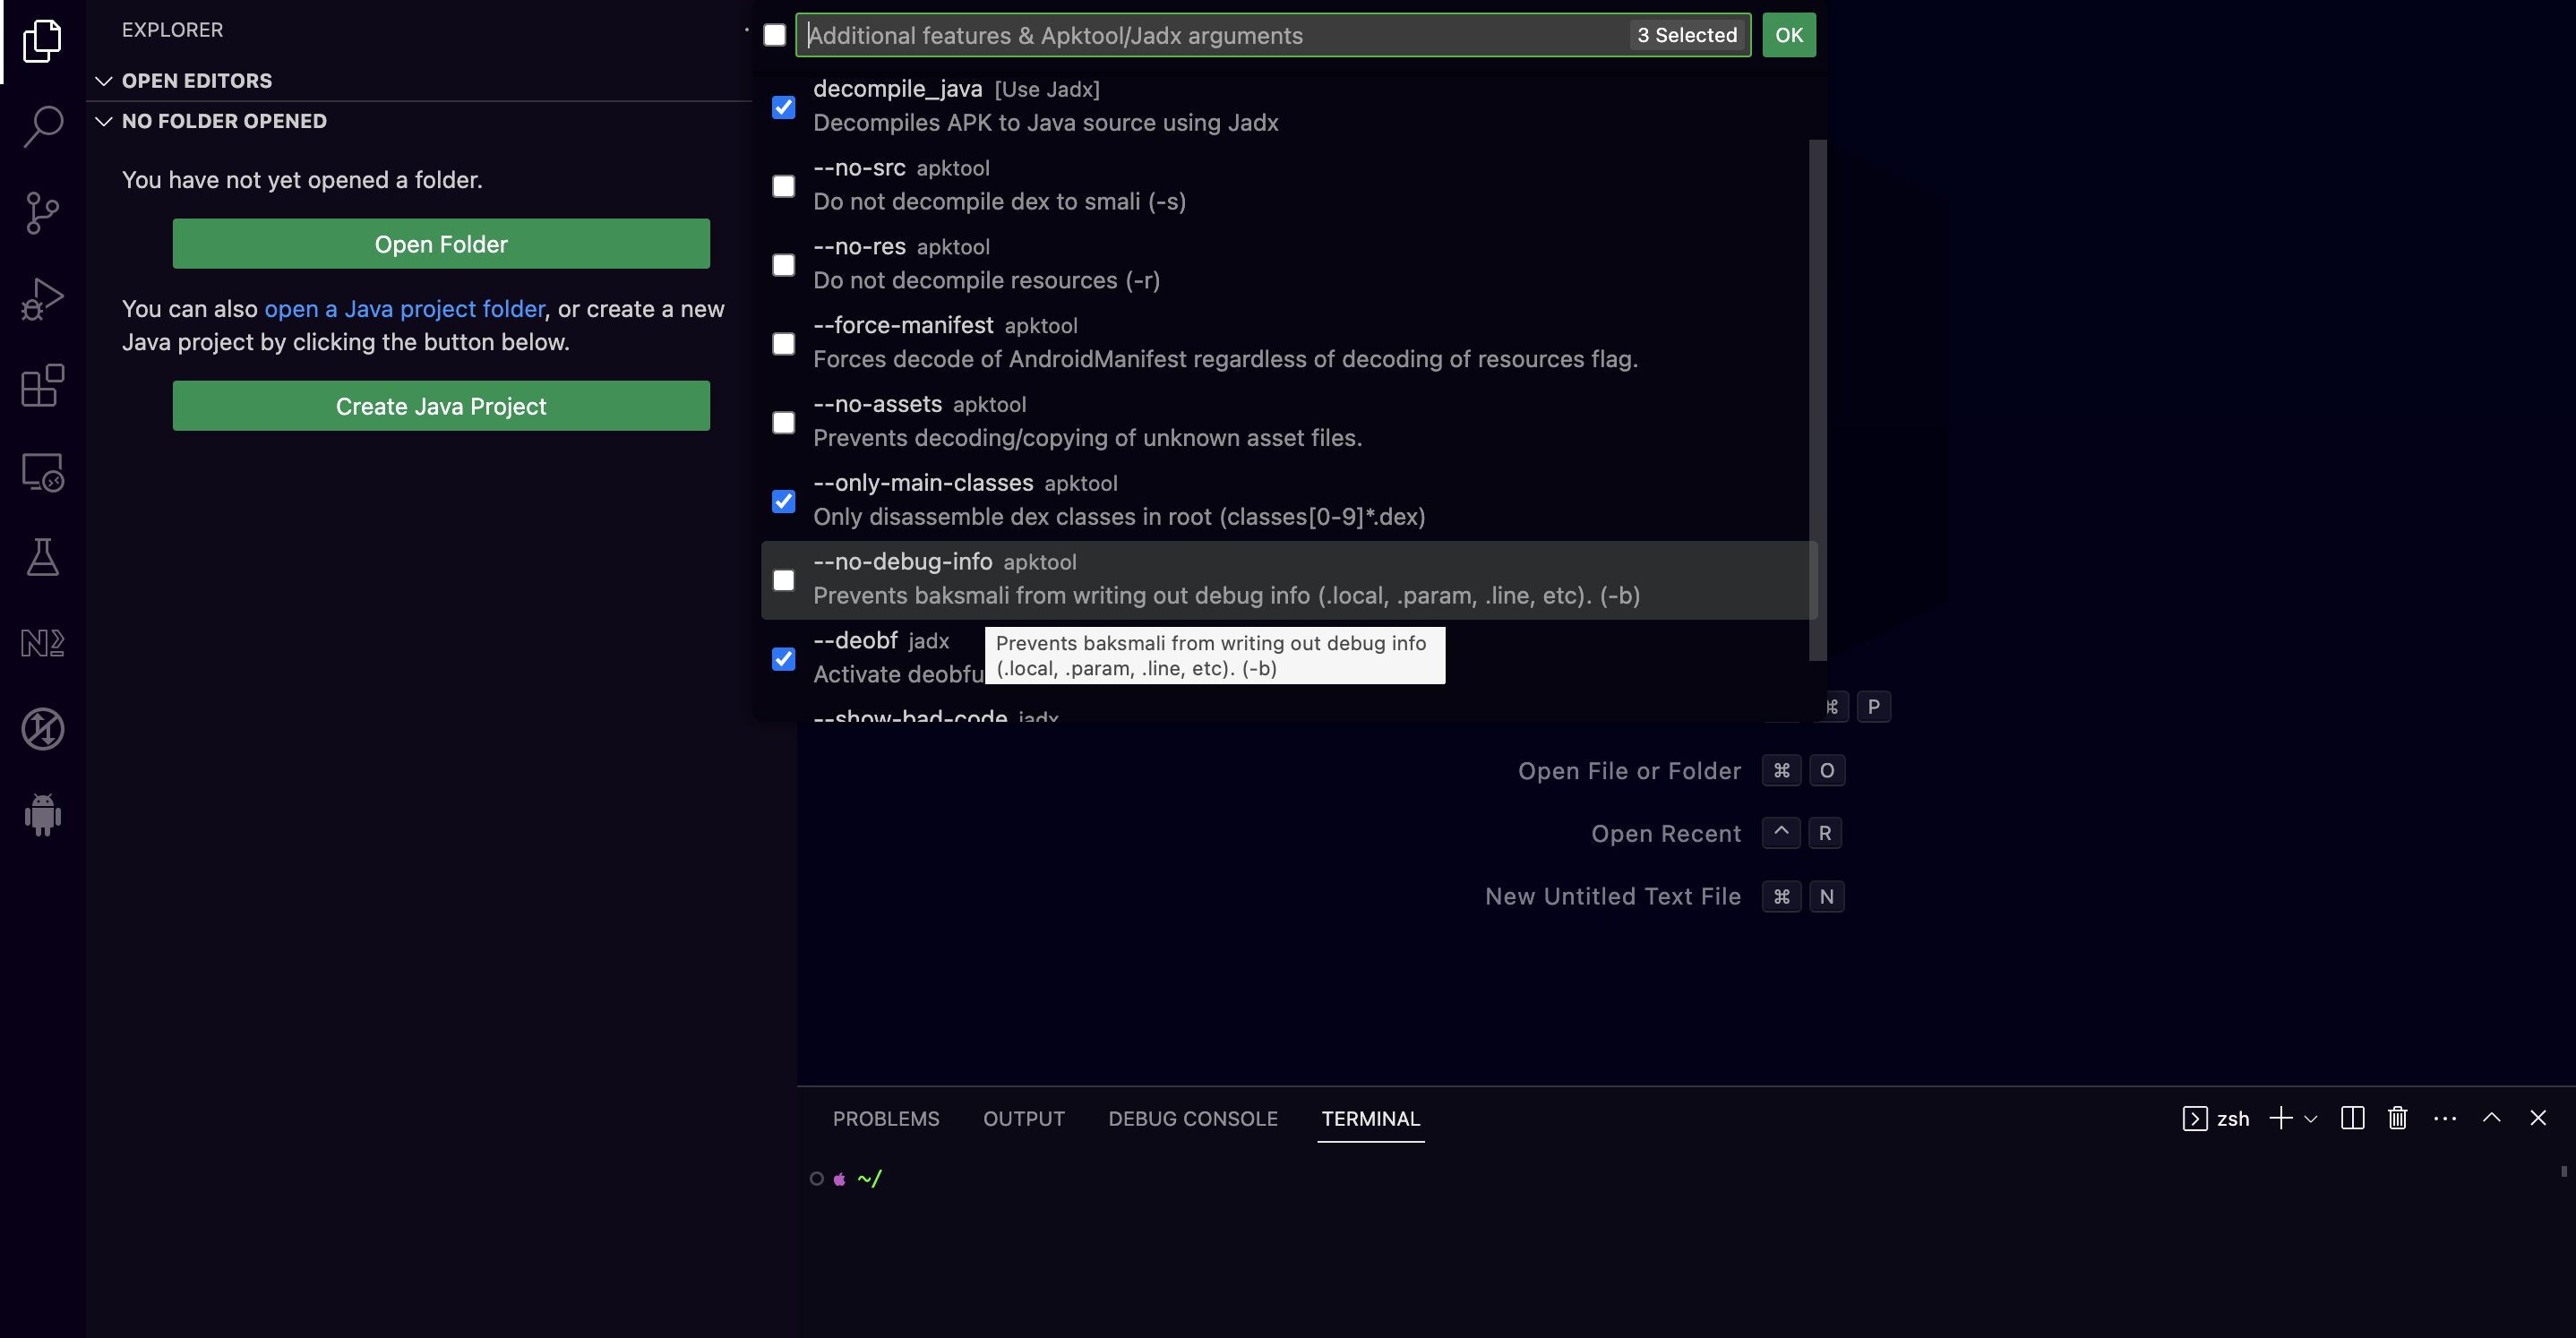 EXPLORER
OPEN EDITORS
NO FOLDER OPENED
You have not yet opened a folder.
Open Folder
You can also open a Java project folder, or create a new
Java project by clicking the button below.
Create Java Project
Additional features & Apktool/Jadx arguments
3 Selected
OK
decompile_java [Use Jadx]
Decompiles APK to Java source using Jadx
--no-src apktool
Do not decompile dex to smali (-s)
--no-res apktool
Do not decompile resources (-r)
--force-manifest apktool
Forces decode of AndroidManifest regardless of decoding of resources flag.
--no-assets apktool
Prevents decoding/copying of unknown asset files.
--only-main-classes apktool
Only disassemble dex classes in root (classes[0-9]*.dex)
--no-debug-info apktool
Prevents baksmali from writing out debug info (.local, .param, .line, etc). (-b)
--deobf jadx
Activate deobfu
Prevents baksmali from writing out debug info
(.local, .param, .line, etc). (-b)
--show-bad-code jadx
⌘ P
Open File or Folder ⌘ O
Open Recent ^ R
New Untitled Text File ⌘ N
PROBLEMS
OUTPUT
DEBUG CONSOLE
TERMINAL
zsh
~/